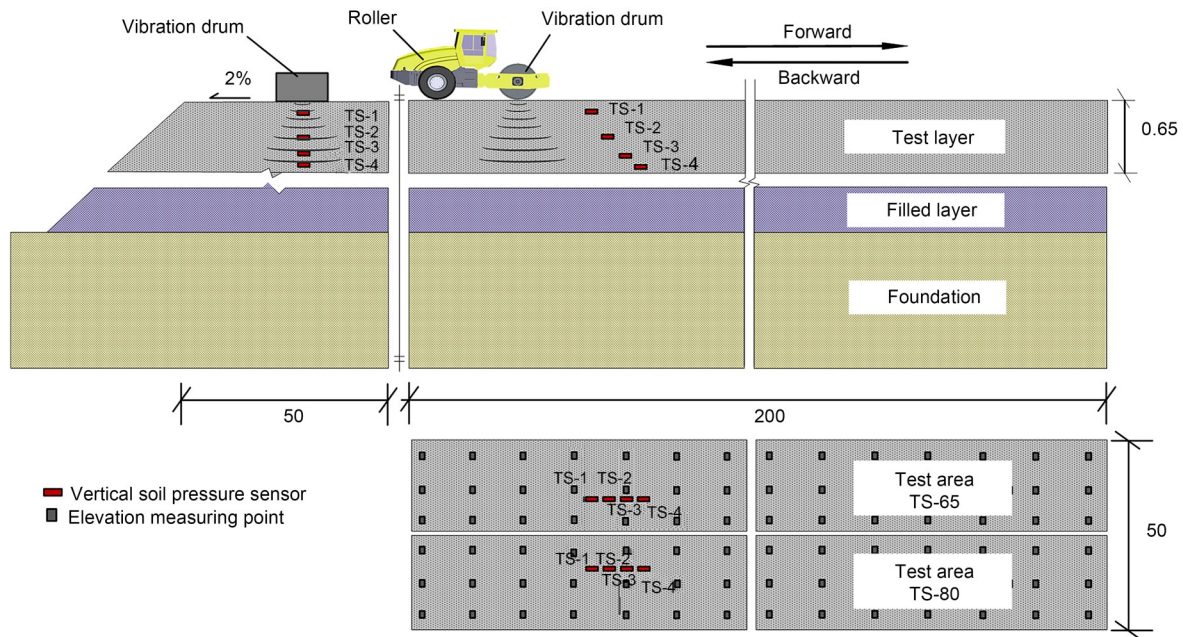 Vibration drum
Roller
Vibration drum
Forward
Backward
2%
TS-1
TS-2
TS-3
TS-4
TS-1
TS-2
TS-3
TS-4
Test layer
0.65
Filled layer
Foundation
50
200
Vertical soil pressure sensor
Elevation measuring point
TS-1
TS-2
TS-3
TS-4
Test area
TS-65
50
TS-1
TS-2
TS-3
TS-4
Test area
TS-80